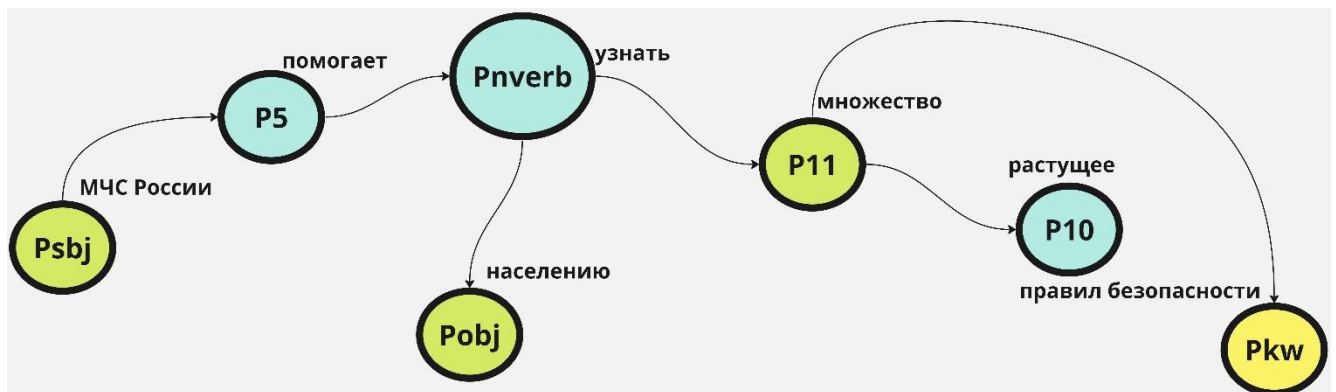 МЧС России
Psbj
помогает
P5
узнать
Pnverb
населению
Pobj
множество
P11
растущее
P10
правил безопасности
Pkw